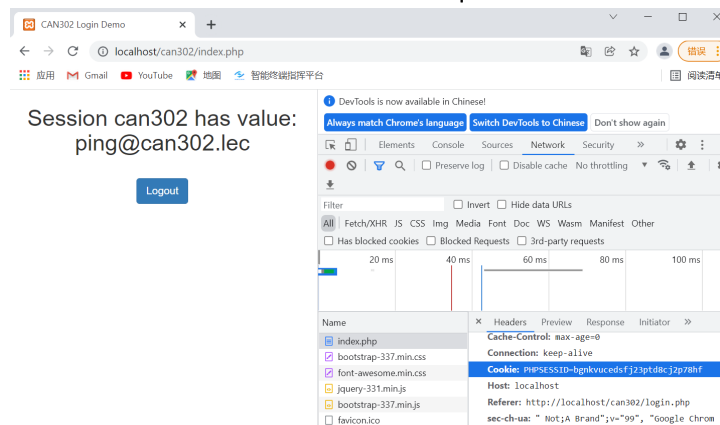 CAN302 Login Demo
localhost/can302/index.php
错误
应用 Gmail YouTube 地图 智能终端指挥平台 阅读清单
DevTools is now available in Chinese!
Always match Chrome's language Switch DevTools to Chinese Don't show again
Elements Console Sources Network Security
Preserve log Disable cache No throttling
Filter Invert Hide data URLs
All Fetch/XHR JS CSS Img Media Font Doc WS Wasm Manifest Other
Has blocked cookies Blocked Requests 3rd-party requests
20 ms 40 ms 60 ms 80 ms 100 ms
Session can302 has value:
ping@can302.lec
Logout
Name
index.php
bootstrap-337.min.css
font-awesome.min.css
jquery-331.min.js
bootstrap-337.min.js
favicon.ico
Headers Preview Response Initiator
Cache-Control: max-age=0
Connection: keep-alive
Cookie: PHPSESSID=bgnkvucedsfj23ptd8cj2p78hf
Host: localhost
Referer: http://localhost/can302/login.php
sec-ch-ua: " Not;A Brand";v="99", "Google Chrom